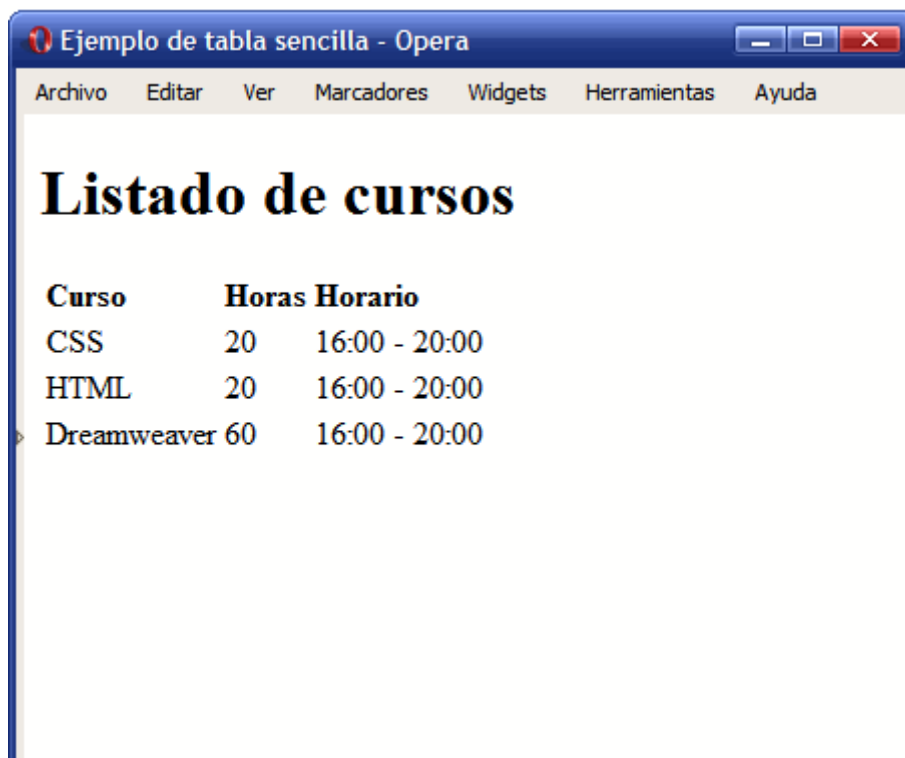 Ejemplo de tabla sencilla - Opera
Archivo Editar Ver Marcadores Widgets Herramientas Ayuda
Listado de cursos
Curso Horas Horario
CSS 20 16:00 - 20:00
HTML 20 16:00 - 20:00
Dreamweaver 60 16:00 - 20:00